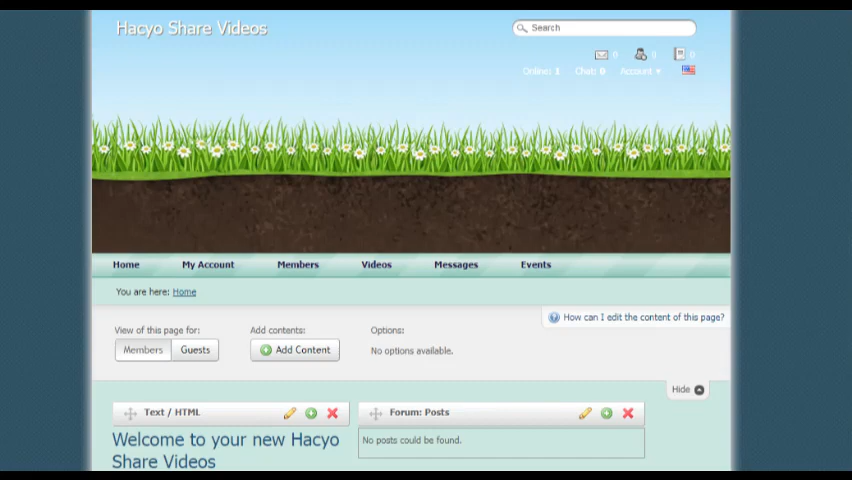 Hacyo Share Videos
Search
0 0 0
Online: 1 Chat: 0 Account
Home My Account Members Videos Messages Events
You are here: Home
How can I edit the content of this page?
View of this page for: Add contents: Options:
Members Guests Add Content No options available.
Hide
Text / HTML Forum: Posts
Welcome to your new Hacyo
Share Videos
No posts could be found.